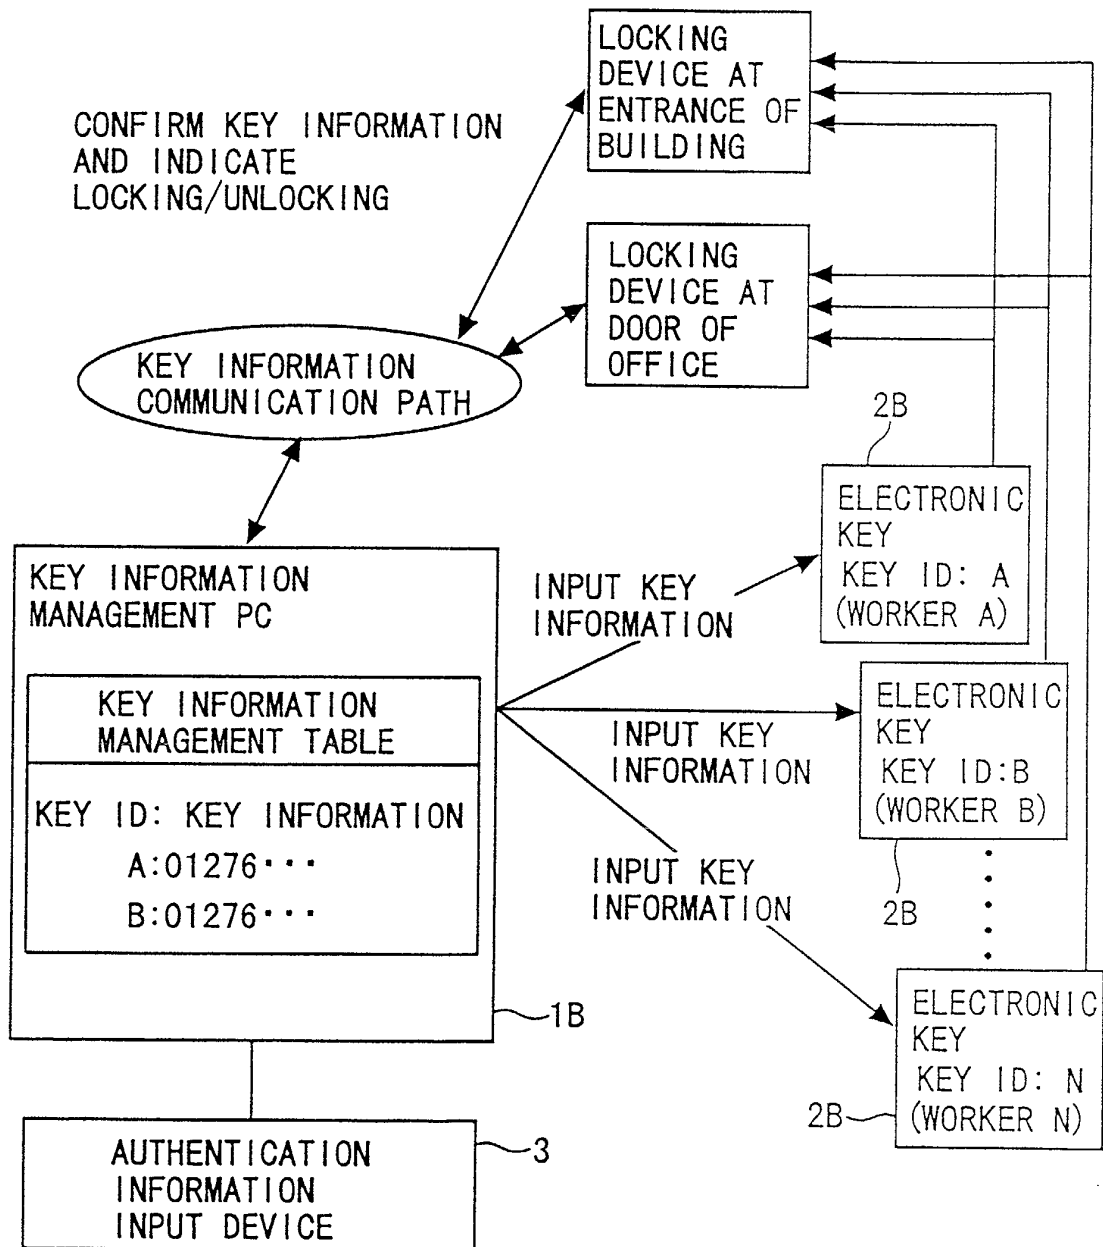 LOCKING
DEVICE AT
ENTRANCE OF
BUILDING
CONFIRM KEY INFORMATION
AND INDICATE
LOCKING/UNLOCKING
LOCKING
DEVICE AT
DOOR OF
OFFICE
KEY INFORMATION
COMMUNICATION PATH
2B
ELECTRONIC
KEY
KEY ID: A
(WORKER A)
KEY INFORMATION
MANAGEMENT PC
INPUT KEY
INFORMATION
KEY INFORMATION
MANAGEMENT TABLE
KEY ID: KEY INFORMATION
A:01276···
B:01276···
INPUT KEY
INFORMATION
ELECTRONIC
KEY
KEY ID:B
(WORKER B)
2B
INPUT KEY
INFORMATION
ELECTRONIC
KEY
KEY ID: N
(WORKER N)
2B
1B
3
AUTHENTICATION
INFORMATION
INPUT DEVICE